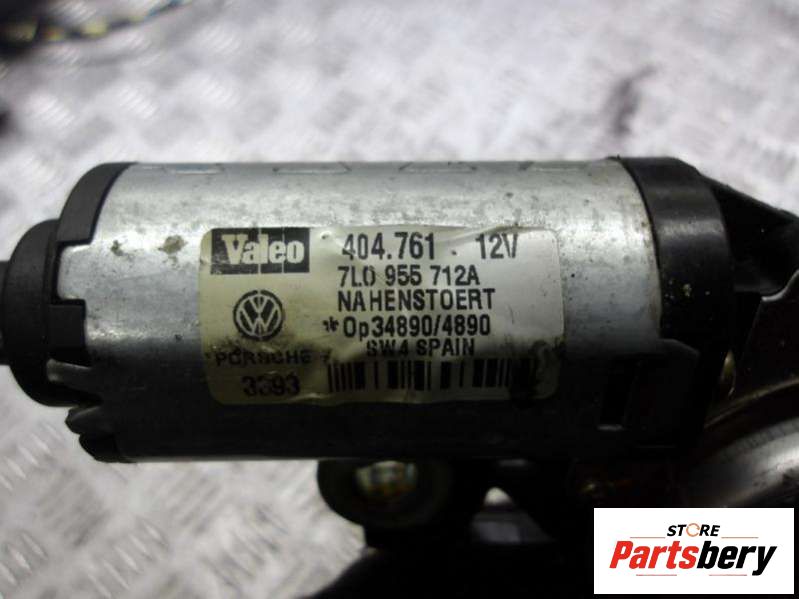 Valeo 404.761 12V
7L0 955 712A
NAHENSTOERT
*Op34890/4890
PORSCHE SW4 SPAIN
3393
STORE
Partsbery